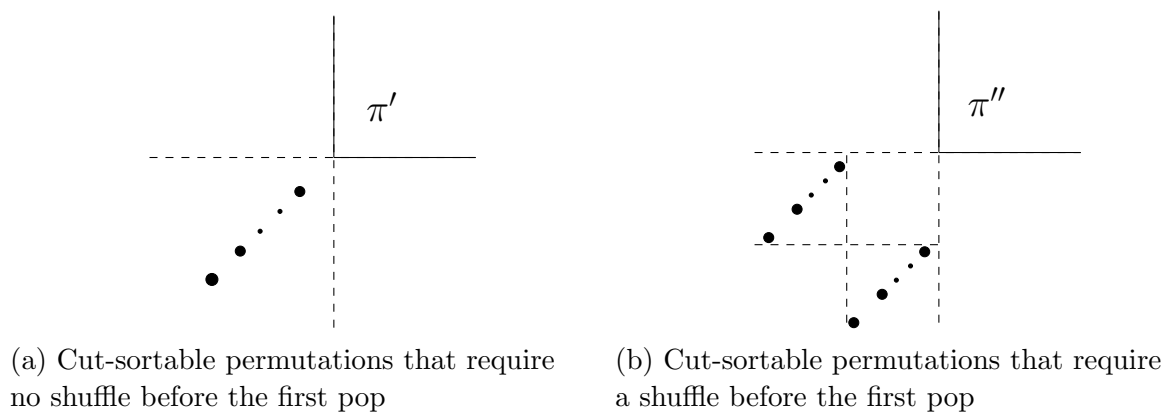 π′
π″
(a) Cut-sortable permutations that require
no shuffle before the first pop
(b) Cut-sortable permutations that require
a shuffle before the first pop